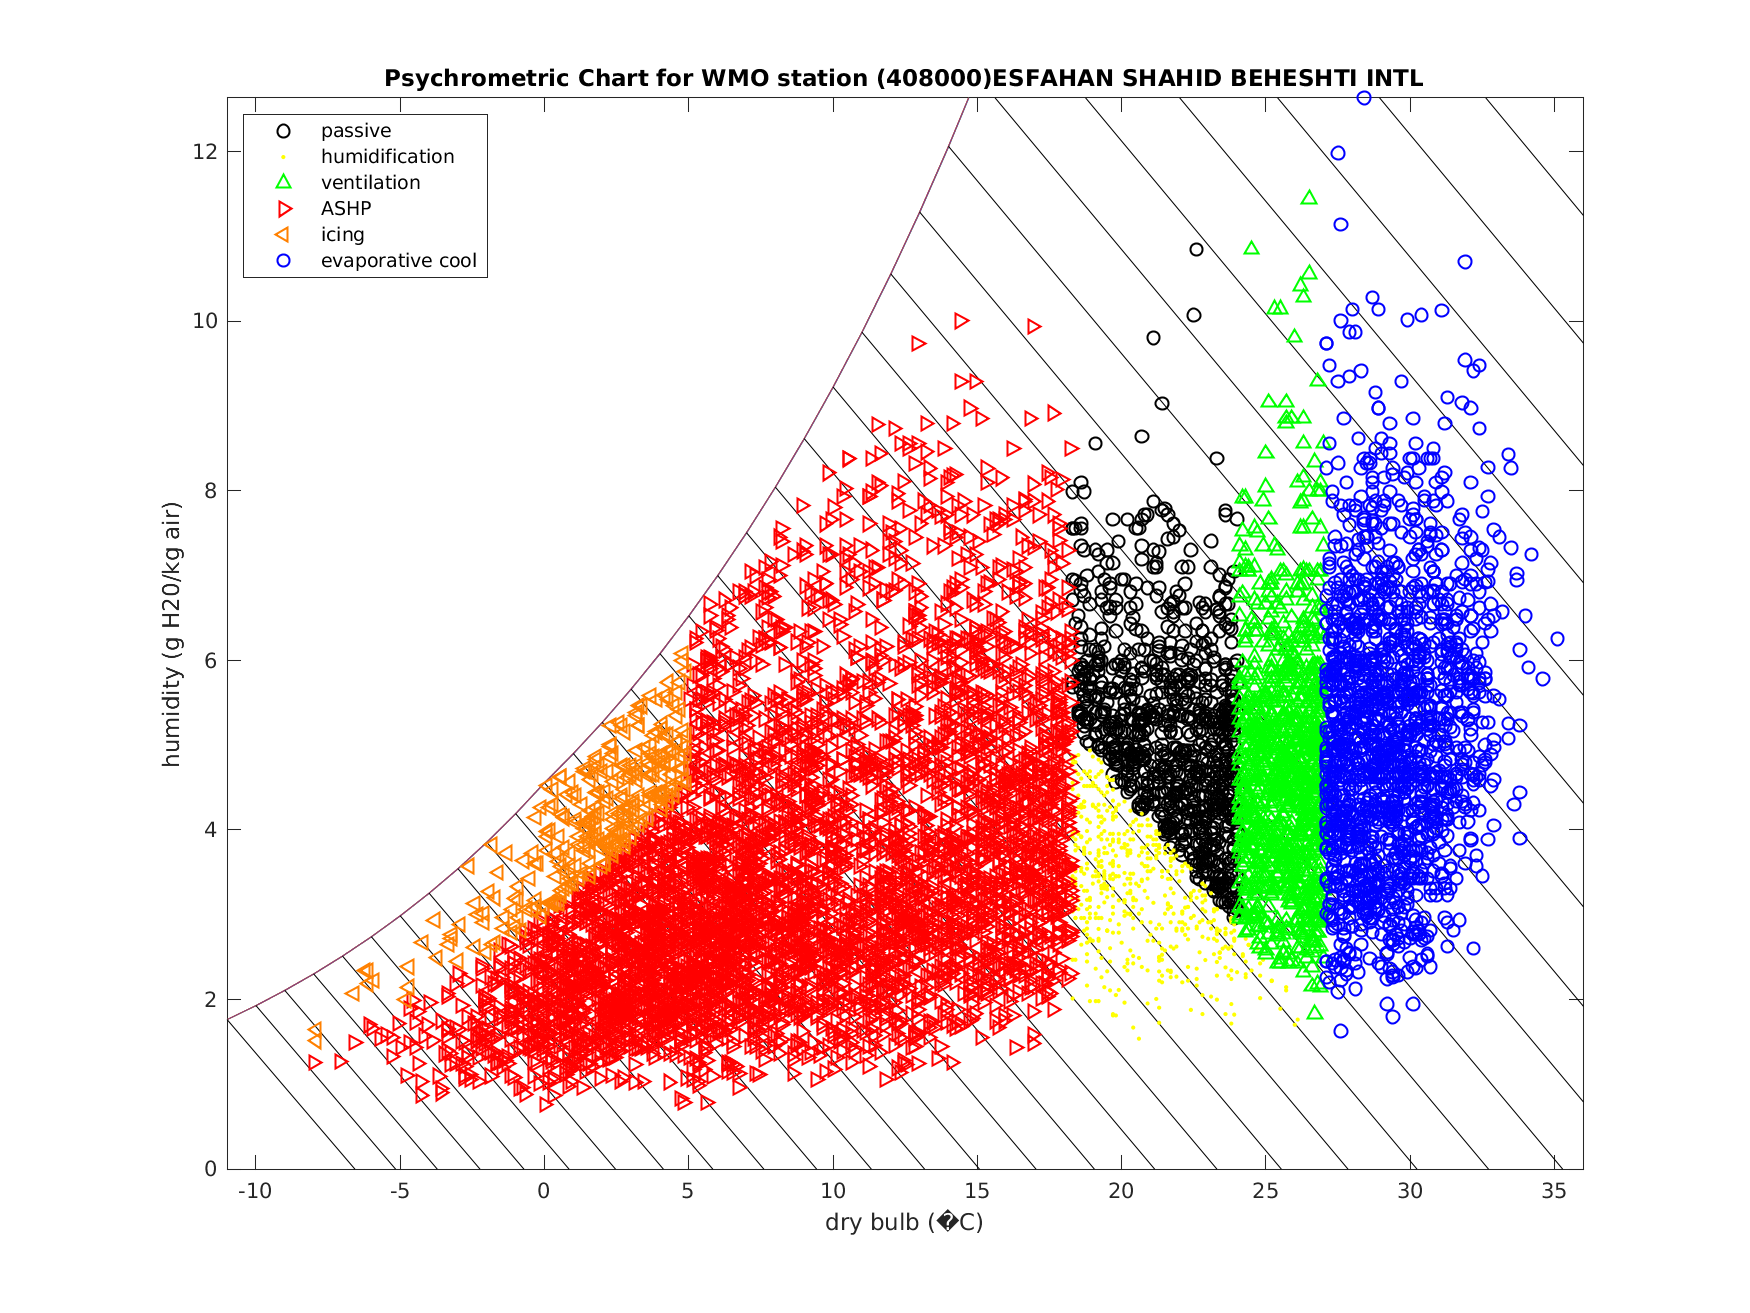 Psychrometric Chart for WMO station (408000)ESFAHAN SHAHID BEHESHTI INTL
passive
humidification
ventilation
ASHP
icing
evaporative cool
humidity (g H20/kg air)
12
10
8
6
4
2
0
-10 -5 0 5 10 15 20 25 30 35
dry bulb (�C)